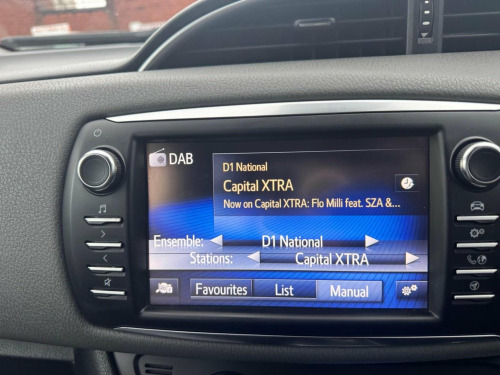 DAB
D1 National
Capital XTRA
Now on Capital XTRA: Flo Milli feat. SZA &...
Ensemble: D1 National
Stations: Capital XTRA
Favourites List Manual